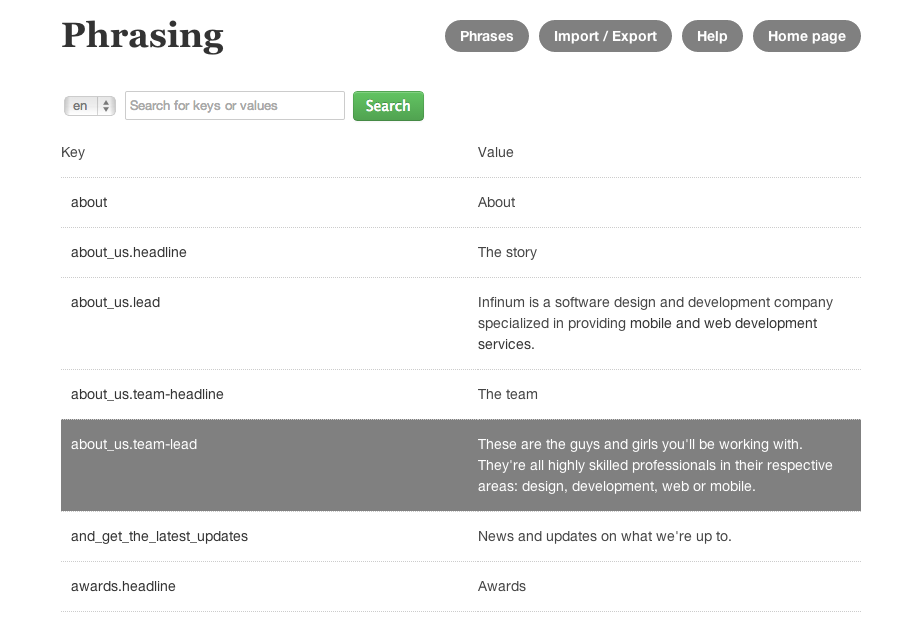 Phrasing
Phrases
Import / Export
Help
Home page
en
Search for keys or values
Search
Key
Value
about
About
about_us.headline
The story
about_us.lead
Infinum is a software design and development company
specialized in providing mobile and web development
services.
about_us.team-headline
The team
about_us.team-lead
These are the guys and girls you'll be working with.
They're all highly skilled professionals in their respective
areas: design, development, web or mobile.
and_get_the_latest_updates
News and updates on what we're up to.
awards.headline
Awards